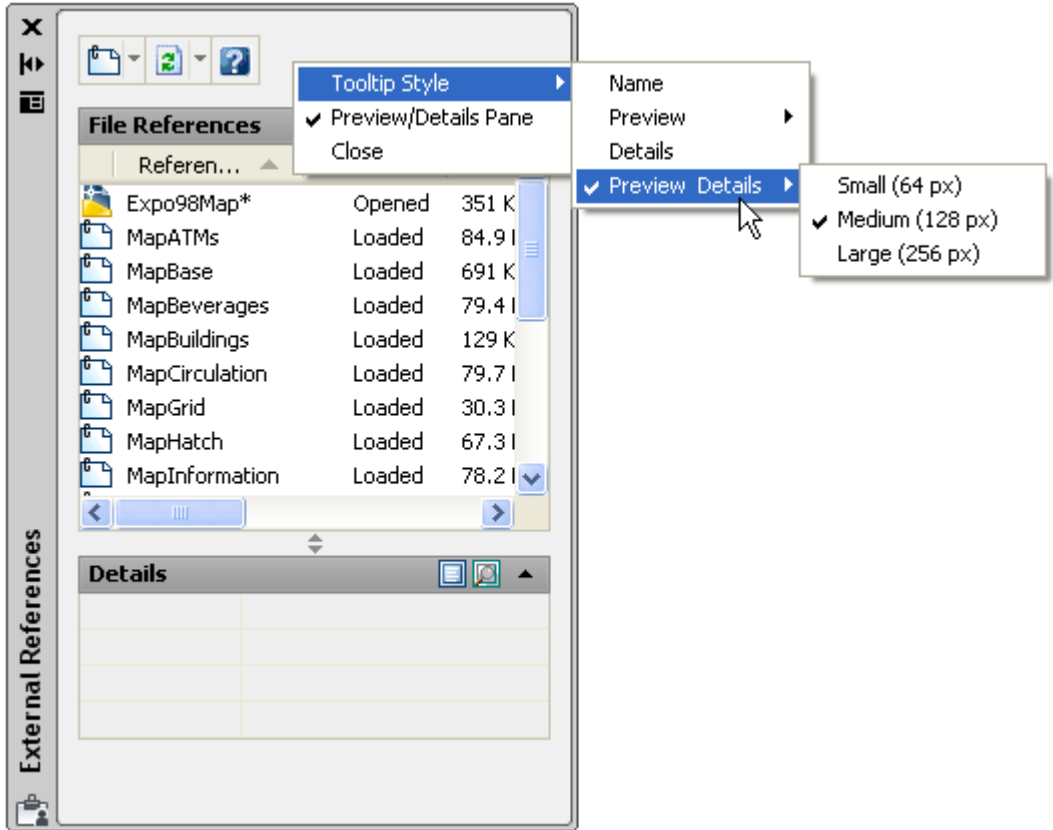 Tooltip Style
Preview/Details Pane
Close
Name
Preview
Details
Preview Details
Small (64 px)
Medium (128 px)
Large (256 px)
File References
Referen...
Expo98Map* Opened 351 K
MapATMs Loaded 84.9
MapBase Loaded 691 K
MapBeverages Loaded 79.4
MapBuildings Loaded 129 K
MapCirculation Loaded 79.7
MapGrid Loaded 30.3
MapHatch Loaded 67.3
MapInformation Loaded 78.2
Details
External References